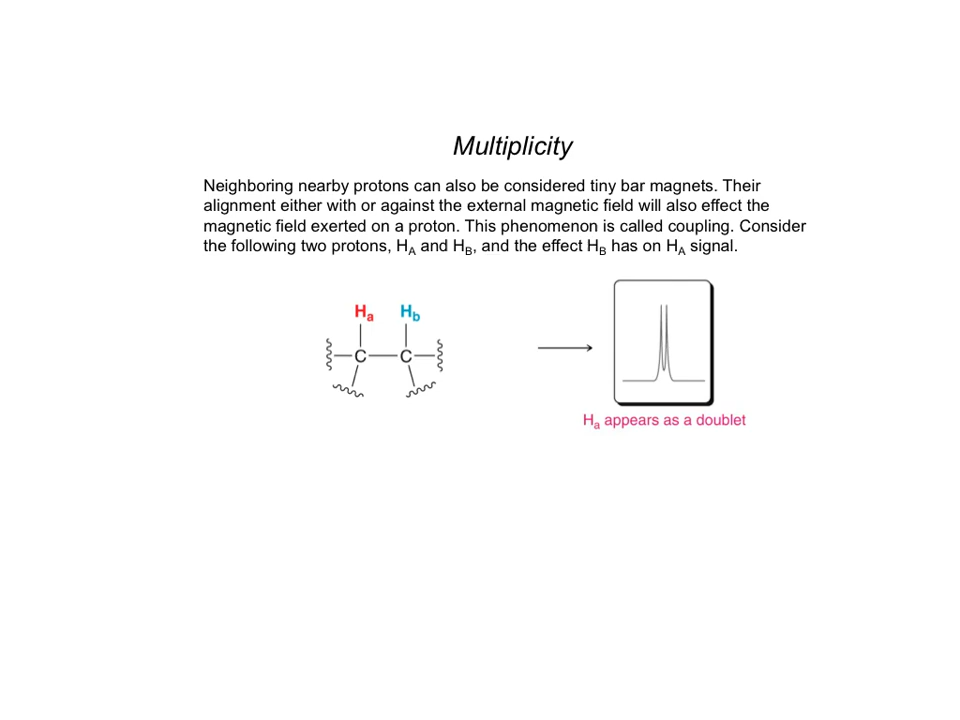 Multiplicity
Neighboring nearby protons can also be considered tiny bar magnets. Their
alignment either with or against the external magnetic field will also effect the
magnetic field exerted on a proton. This phenomenon is called coupling. Consider
the following two protons, HA and HB, and the effect HB has on HA signal.
Ha Hb
C C
Ha appears as a doublet